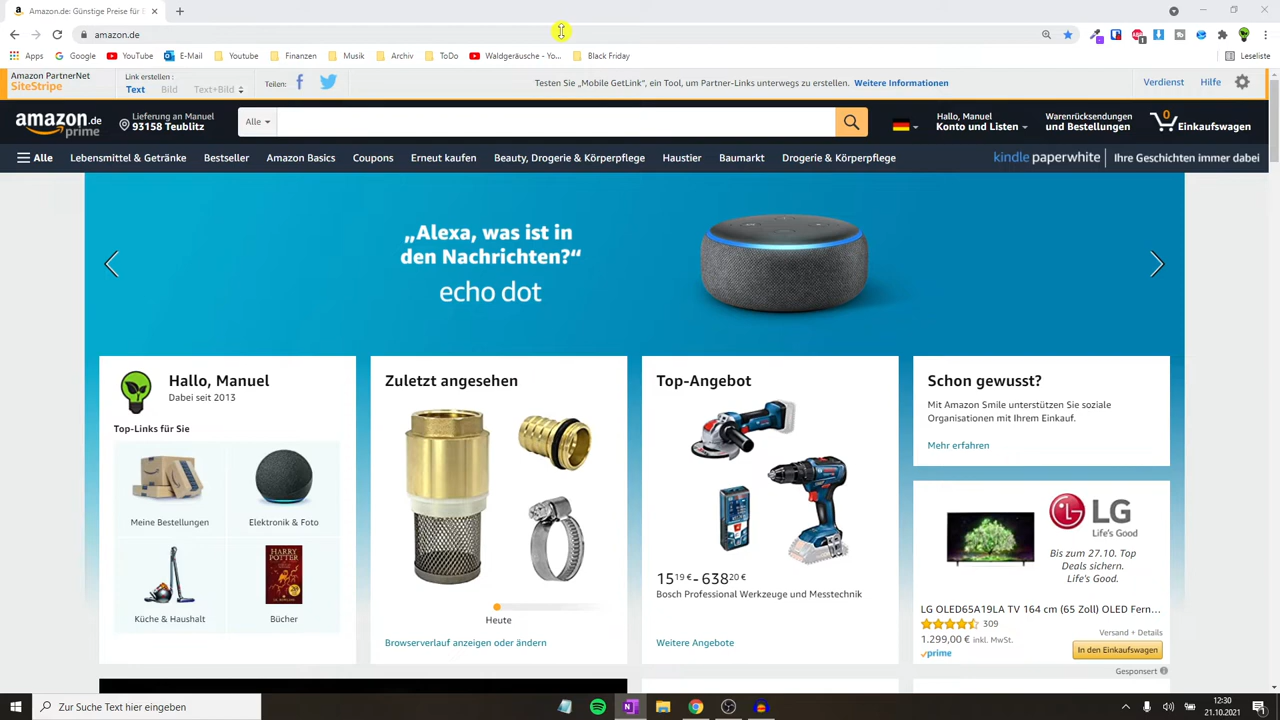 Amazon.de: Günstige Preise für E
amazon.de
Apps
Google
YouTube
E-Mail
Youtube
Finanzen
Musik
Archiv
ToDo
Waldgeräusche - Yo...
Black Friday
Leseliste
Amazon PartnerNet
SiteStripe
Link erstellen :
Text Bild Text+Bild
Teilen:
Testen Sie „Mobile GetLink“, ein Tool, um Partner-Links unterwegs zu erstellen. Weitere Informationen
Verdienst
Hilfe
amazon.de
prime
Lieferung an Manuel
93158 Teublitz
Alle
Hallo, Manuel
Konto und Listen
Warenrücksendungen
und Bestellungen
0
Einkaufswagen
Alle
Lebensmittel & Getränke
Bestseller
Amazon Basics
Coupons
Erneut kaufen
Beauty, Drogerie & Körperpflege
Haustier
Baumarkt
Drogerie & Körperpflege
kindle paperwhite
Ihre Geschichten immer dabei
„Alexa, was ist in
den Nachrichten?“
echo dot
Hallo, Manuel
Dabei seit 2013
Top-Links für Sie
Meine Bestellungen
Elektronik & Foto
HARRY
POTTER
Küche & Haushalt
Bücher
Zuletzt angesehen
Heute
Browserverlauf anzeigen oder ändern
Top-Angebot
1519 € - 63820 €
Bosch Professional Werkzeuge und Messtechnik
Weitere Angebote
Schon gewusst?
Mit Amazon Smile unterstützen Sie soziale
Organisationen mit Ihrem Einkauf.
Mehr erfahren
LG
Life's Good
Bis zum 27.10. Top
Deals sichern.
Life's Good.
LG OLED65A19LA TV 164 cm (65 Zoll) OLED Fern...
309
1.299,00 € inkl. MwSt.
prime
Versand + Details
In den Einkaufswagen
Gesponsert
Zur Suche Text hier eingeben
12:30
21.10.2021